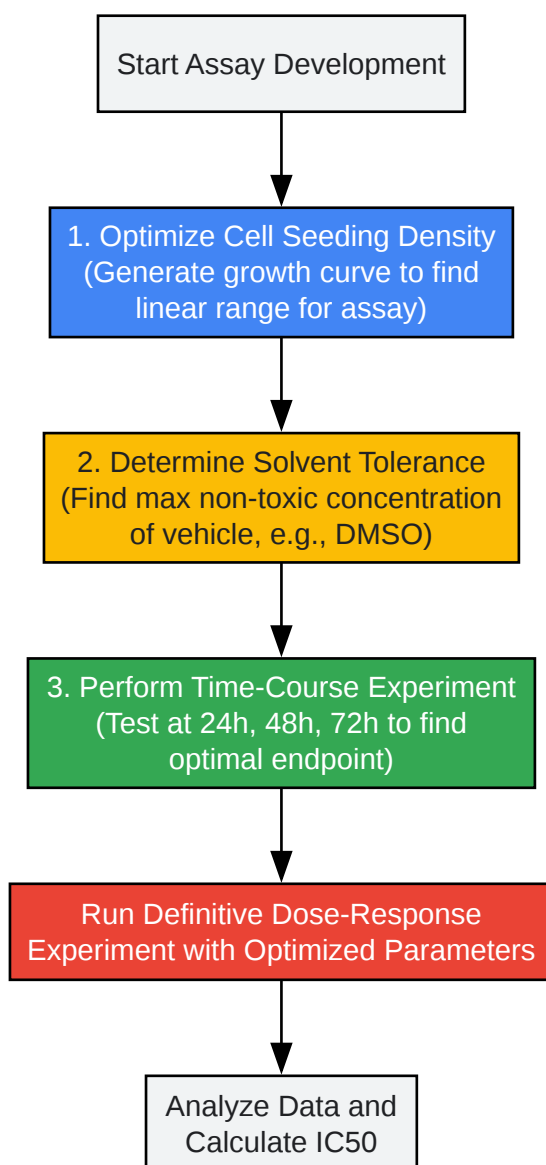 Start Assay Development
1. Optimize Cell Seeding Density
(Generate growth curve to find
linear range for assay)
2. Determine Solvent Tolerance
(Find max non-toxic concentration
of vehicle, e.g., DMSO)
3. Perform Time-Course Experiment
(Test at 24h, 48h, 72h to find
optimal endpoint)
Run Definitive Dose-Response
Experiment with Optimized Parameters
Analyze Data and
Calculate IC50